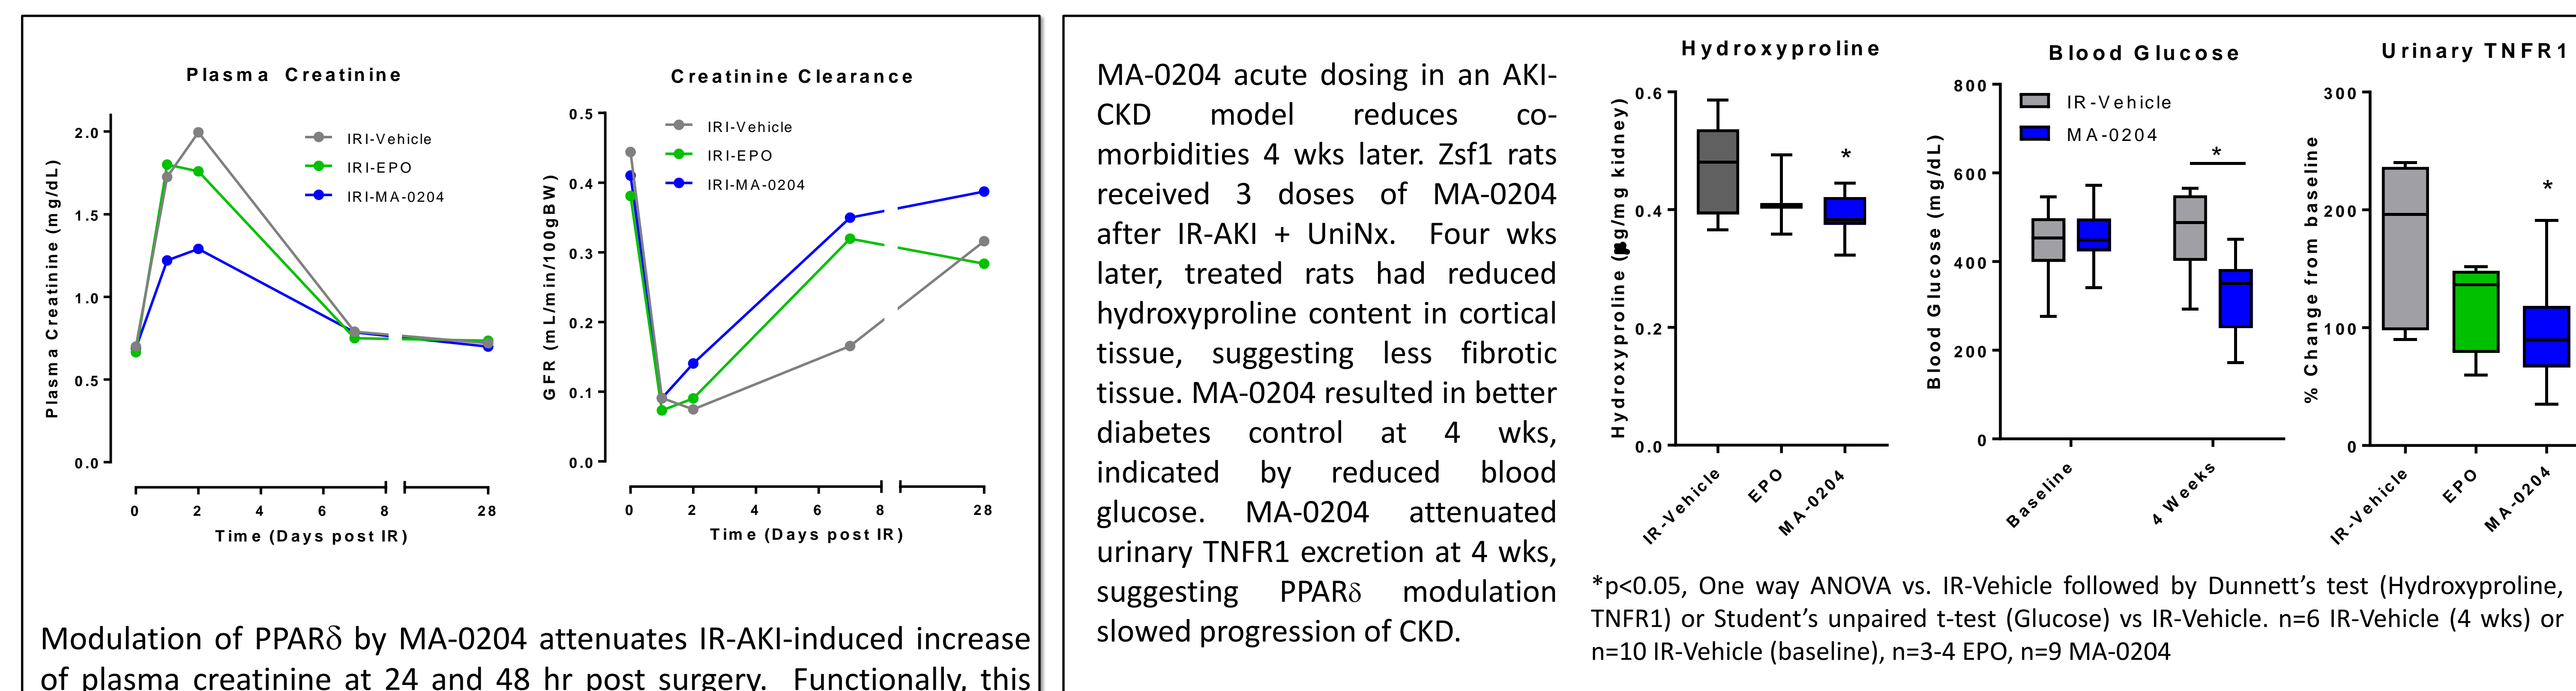 Plasma Creatinine
Plasma Creatinine (mg/dL)
2.0
1.5
1.0
0.5
0.0
IRI-Vehicle
IRI-EPO
IRI-MA-0204
0 2 4 6 8 28
Time (Days post IR)
Creatinine Clearance
GFR (mL/min/100gBW)
0.5
0.4
0.3
0.2
0.1
0.0
IRI-Vehicle
IRI-EPO
IRI-MA-0204
0 2 4 6 8 28
Time (Days post IR)
Modulation of PPARδ by MA-0204 attenuates IR-AKI-induced increase
of plasma creatinine at 24 and 48 hr post surgery. Functionally, this
MA-0204 acute dosing in an AKI-
CKD model reduces co-
morbidities 4 wks later. Zsf1 rats
received 3 doses of MA-0204
after IR-AKI + UniNx. Four wks
later, treated rats had reduced
hydroxyproline content in cortical
tissue, suggesting less fibrotic
tissue. MA-0204 resulted in better
diabetes control at 4 wks,
indicated by reduced blood
glucose. MA-0204 attenuated
urinary TNFR1 excretion at 4 wks,
suggesting PPARδ modulation
slowed progression of CKD.
Hydroxyproline
Hydroxyproline ( g/mg kidney)
0.6
0.4
0.2
0.0
*
IR-Vehicle
EPO
MA-0204
Blood Glucose
Blood Glucose (mg/dL)
800
600
400
200
0
IR-Vehicle
MA-0204
*
Baseline
4 Weeks
Urinary TNFR1
% Change from baseline
300
200
100
0
*
IR-Vehicle
EPO
MA-0204
*p<0.05, One way ANOVA vs. IR-Vehicle followed by Dunnett’s test (Hydroxyproline,
TNFR1) or Student’s unpaired t-test (Glucose) vs IR-Vehicle. n=6 IR-Vehicle (4 wks) or
n=10 IR-Vehicle (baseline), n=3-4 EPO, n=9 MA-0204